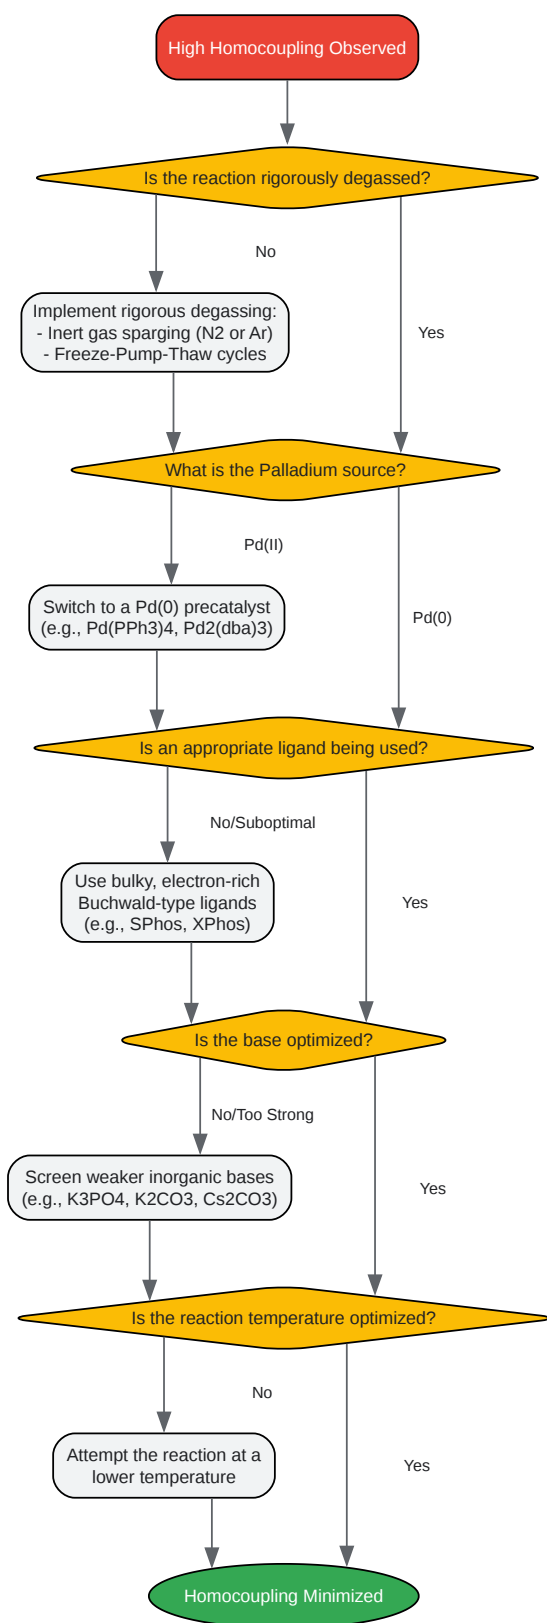 High Homocoupling Observed
Is the reaction rigorously degassed?
No
Implement rigorous degassing:
- Inert gas sparging (N2 or Ar)
- Freeze-Pump-Thaw cycles
Yes
What is the Palladium source?
Pd(II)
Switch to a Pd(0) precatalyst
(e.g., Pd(PPh3)4, Pd2(dba)3)
Pd(0)
Is an appropriate ligand being used?
No/Suboptimal
Use bulky, electron-rich
Buchwald-type ligands
(e.g., SPhos, XPhos)
Yes
Is the base optimized?
No/Too Strong
Screen weaker inorganic bases
(e.g., K3PO4, K2CO3, Cs2CO3)
Yes
Is the reaction temperature optimized?
No
Attempt the reaction at a
lower temperature
Yes
Homocoupling Minimized